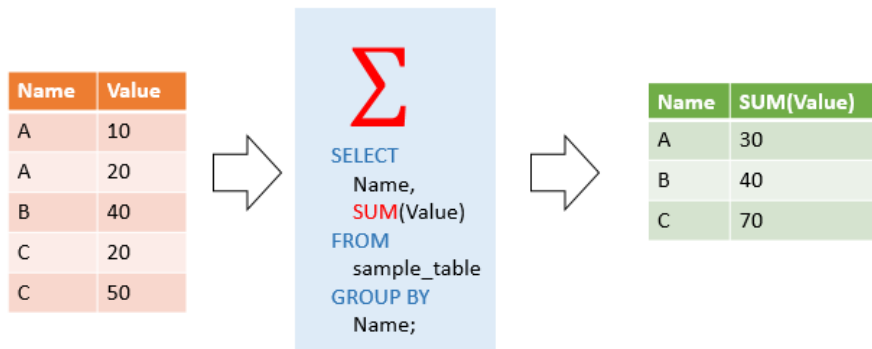 Name Value
A 10
A 20
B 40
C 20
C 50
Σ
SELECT
Name,
SUM(Value)
FROM
sample_table
GROUP BY
Name;
Name SUM(Value)
A 30
B 40
C 70